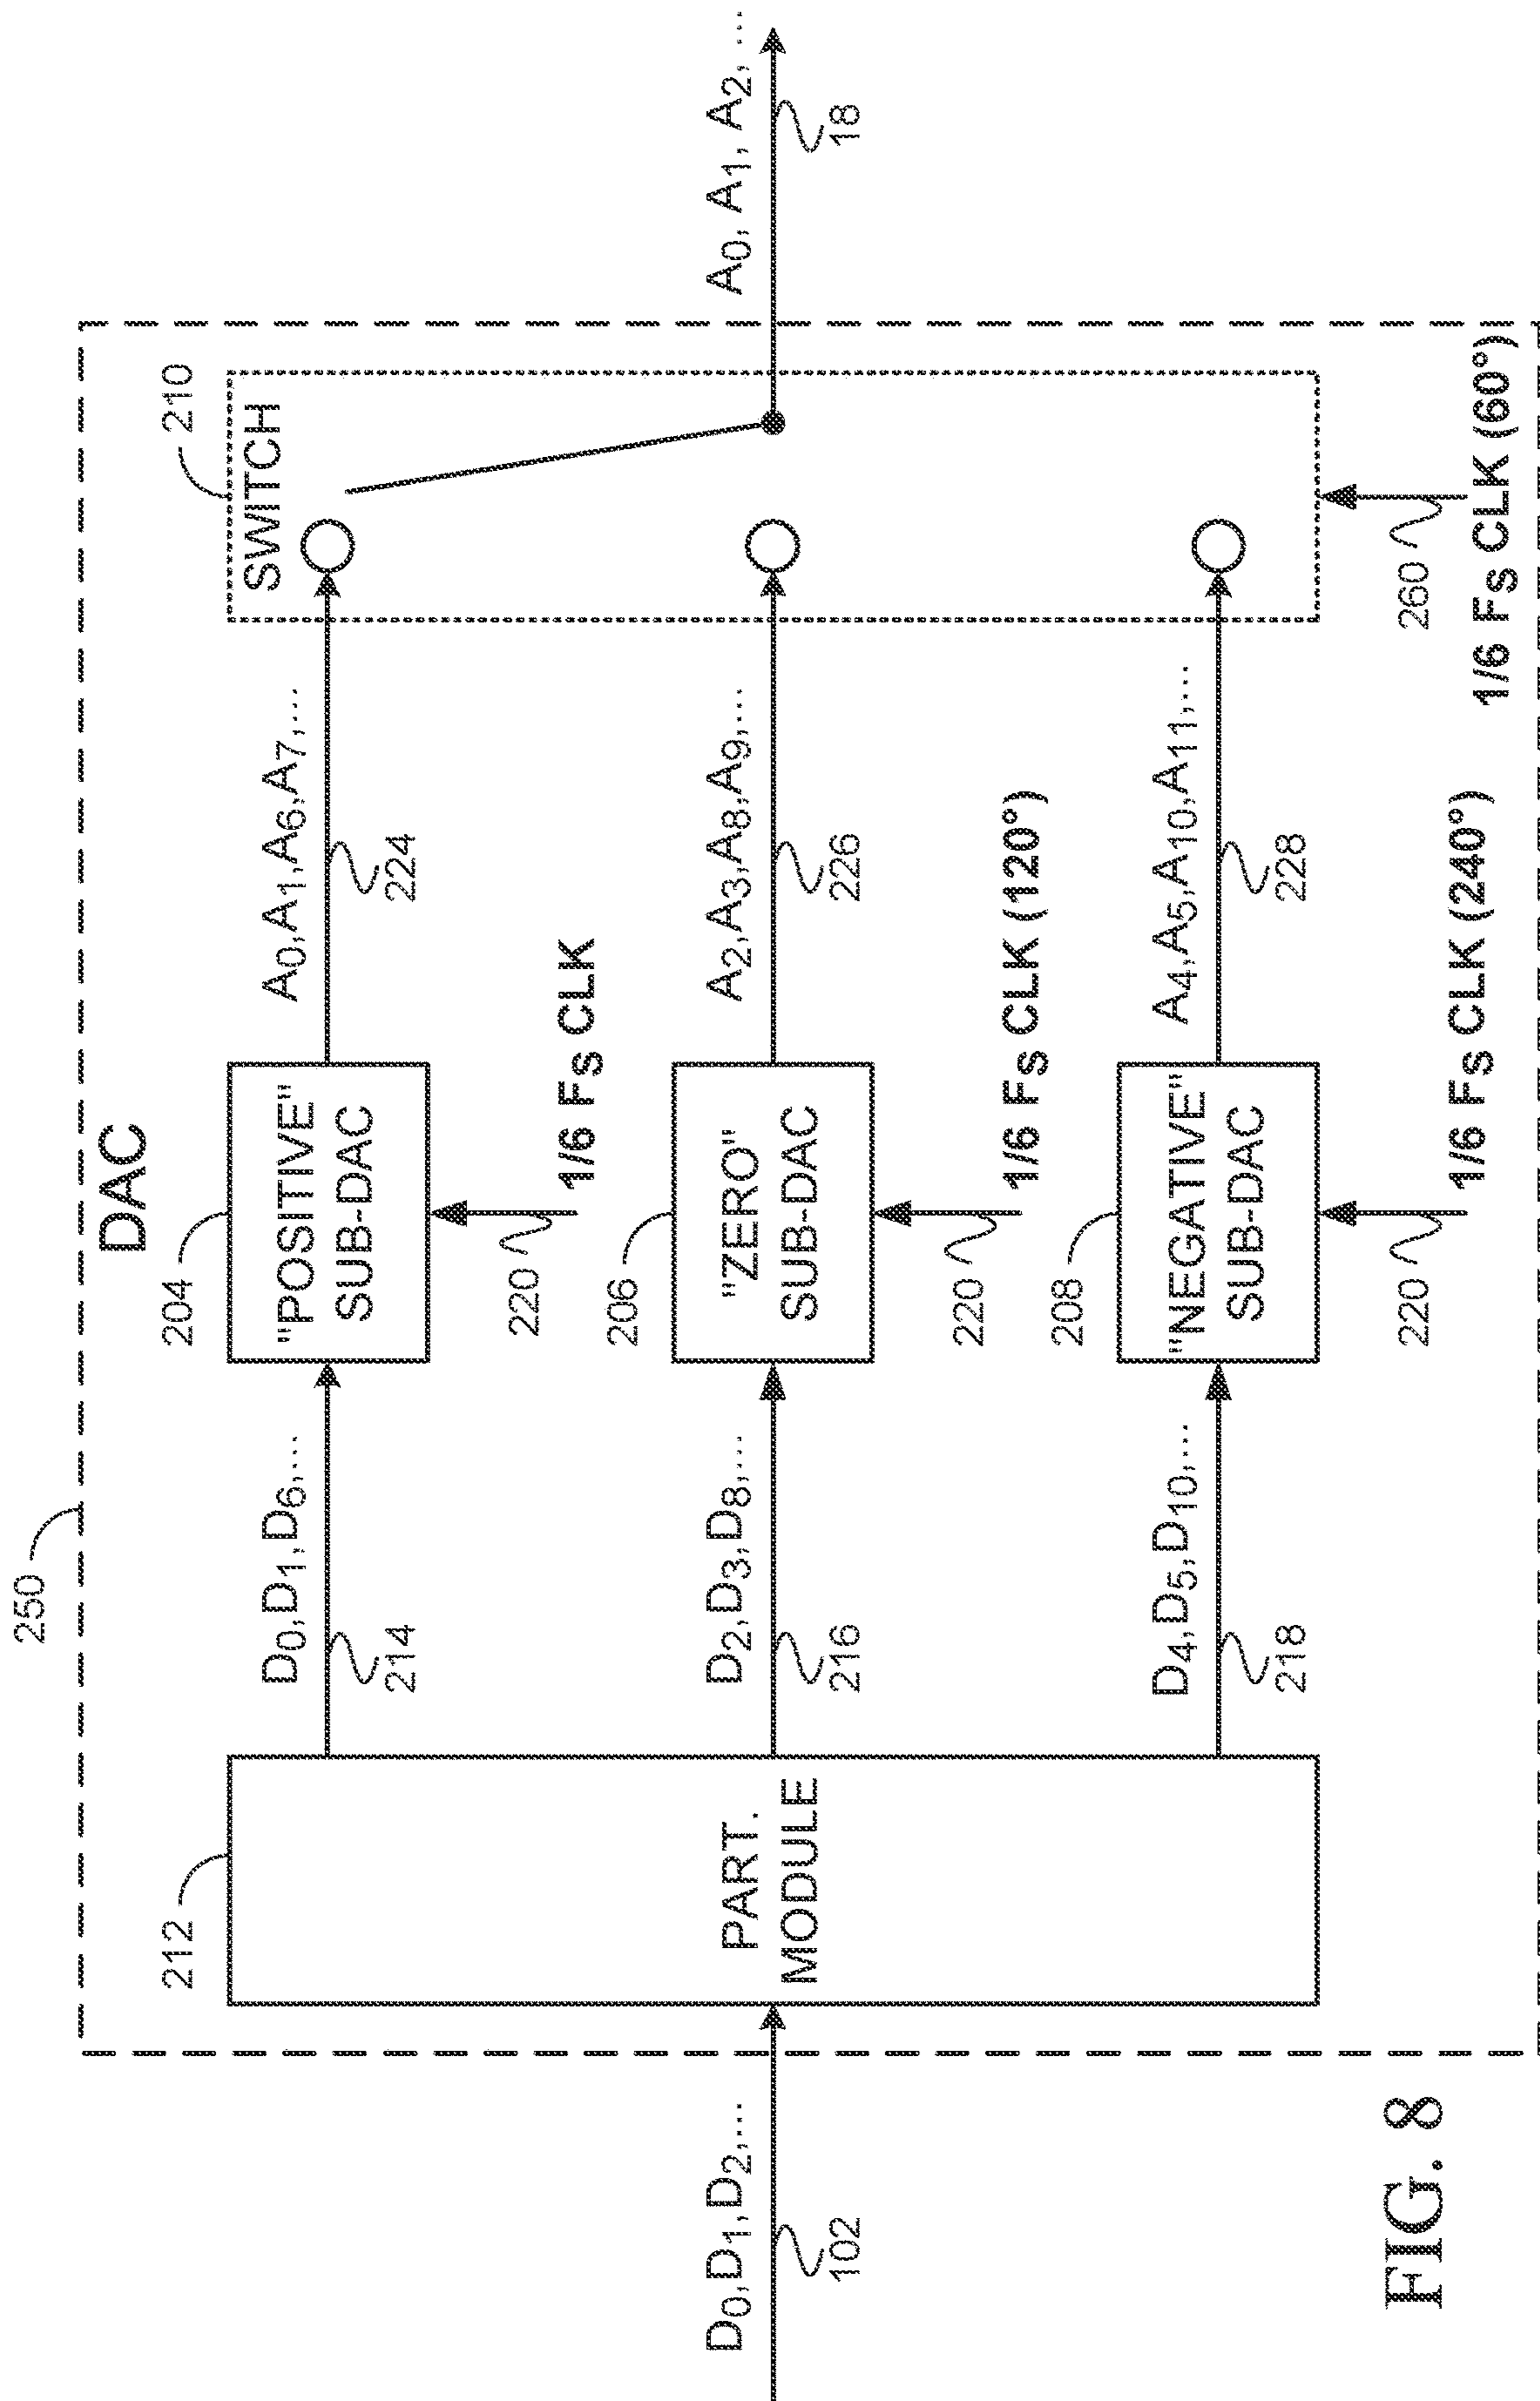 250
DAC
212
204
210
PART.
MODULE
"POSITIVE"
SUB-DAC
SWITCH
D0,D1,D6,...
214
A0,A1,A6,A7,...
224
220
1/6 Fs CLK
206
D0,D1,D2,...
102
D2,D3,D8,...
216
"ZERO"
SUB-DAC
A2,A3,A8,A9,...
226
A0, A1, A2, ...
18
220
1/6 Fs CLK (120°)
208
D4,D5,D10,...
218
"NEGATIVE"
SUB-DAC
A4,A5,A10,A11,...
228
220
1/6 Fs CLK (240°)
260
1/6 Fs CLK (60°)
FIG. 8